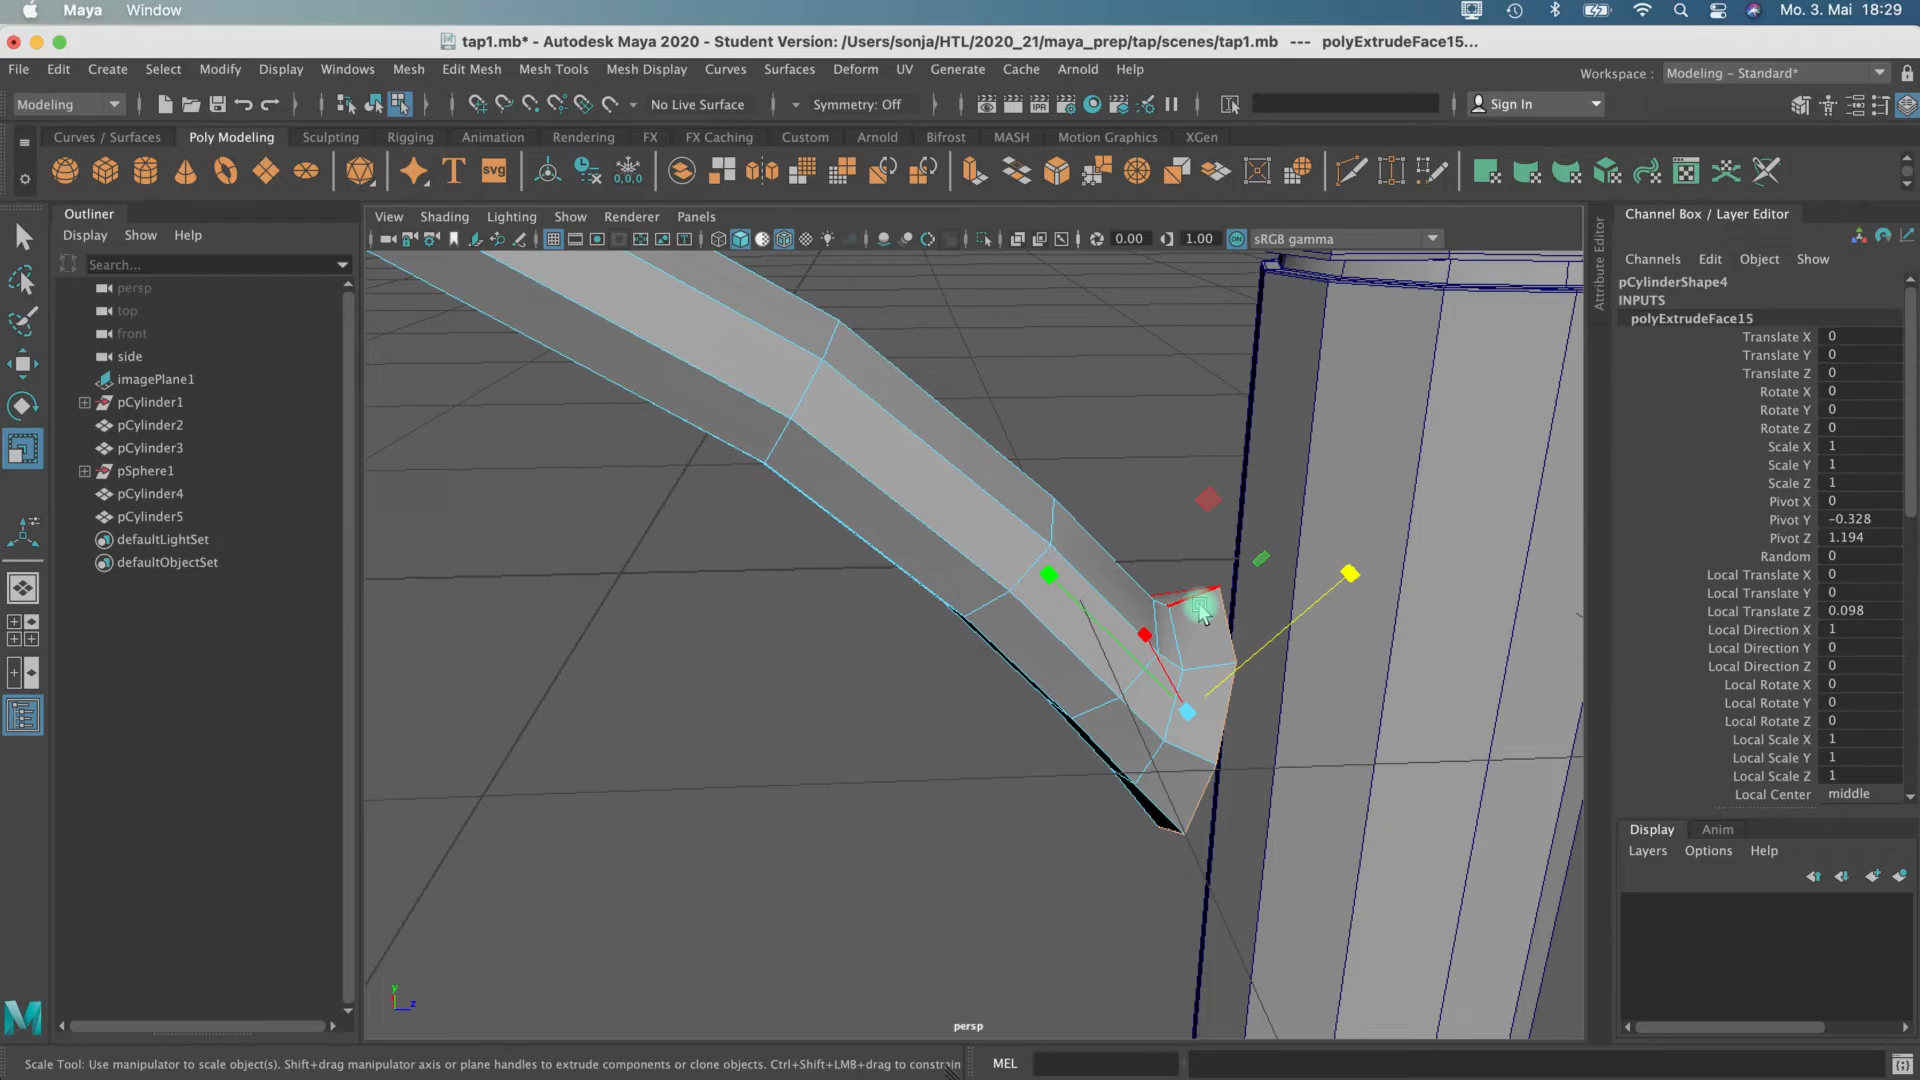 Maya Window
Mo. 3. Mai 18:29
tap1.mb* - Autodesk Maya 2020 - Student Version: /Users/sonja/HTL/2020_21/maya_prep/tap/scenes/tap1.mb --- polyExtrudeFace15...
File Edit Create Select Modify Display Windows Mesh Edit Mesh Mesh Tools Mesh Display Curves Surfaces Deform UV Generate Cache Arnold Help
Workspace : Modeling - Standard*
Modeling
No Live Surface
Symmetry: Off
IPR
Sign In
Curves / Surfaces Poly Modeling Sculpting Rigging Animation Rendering FX FX Caching Custom Arnold Bifrost MASH Motion Graphics XGen
T svg 0,0,0
Outliner
Display Show Help
Search...
persp
top
front
side
imagePlane1
pCylinder1
pCylinder2
pCylinder3
pSphere1
pCylinder4
pCylinder5
defaultLightSet
defaultObjectSet
View Shading Lighting Show Renderer Panels
0.00 1.00 ON sRGB gamma
y
z
persp
Attribute Editor
Channel Box / Layer Editor
Channels Edit Object Show
pCylinderShape4
INPUTS
polyExtrudeFace15
Translate X 0
Translate Y 0
Translate Z 0
Rotate X 0
Rotate Y 0
Rotate Z 0
Scale X 1
Scale Y 1
Scale Z 1
Pivot X 0
Pivot Y -0.328
Pivot Z 1.194
Random 0
Local Translate X 0
Local Translate Y 0
Local Translate Z 0.098
Local Direction X 1
Local Direction Y 0
Local Direction Z 0
Local Rotate X 0
Local Rotate Y 0
Local Rotate Z 0
Local Scale X 1
Local Scale Y 1
Local Scale Z 1
Local Center middle
Display Anim
Layers Options Help
Scale Tool: Use manipulator to scale object(s). Shift+drag manipulator axis or plane handles to extrude components or clone objects. Ctrl+Shift+LMB+drag to constrain
MEL